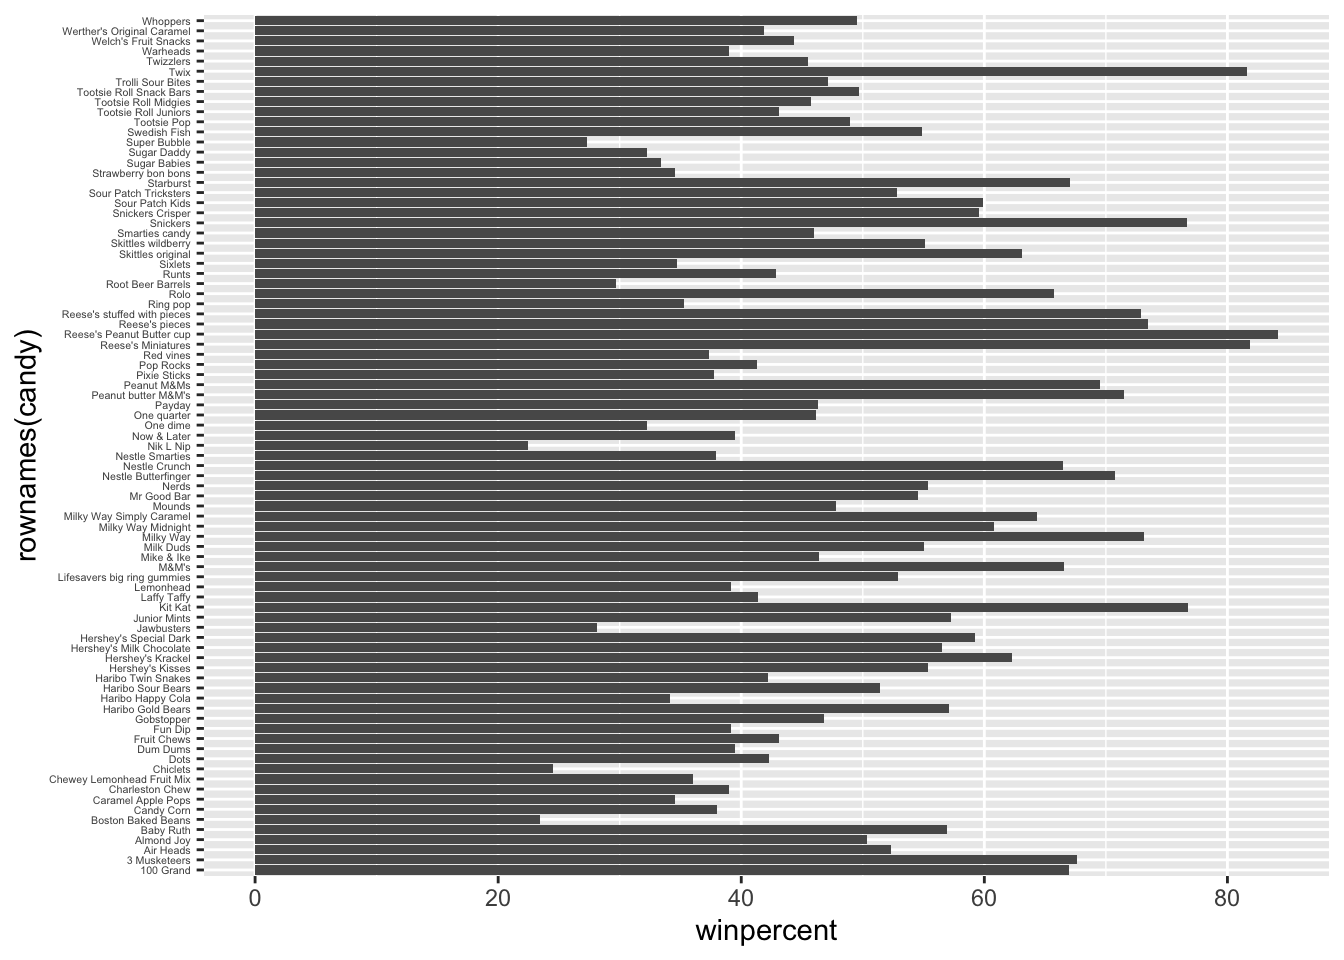 Whoppers
Werther's Original Caramel
Welch's Fruit Snacks
Warheads
Twizzlers
Twix
Trolli Sour Bites
Tootsie Roll Snack Bars
Tootsie Roll Midgies
Tootsie Roll Juniors
Tootsie Pop
Swedish Fish
Super Bubble
Sugar Daddy
Sugar Babies
Strawberry bon bons
Starburst
Sour Patch Tricksters
Sour Patch Kids
Snickers Crisper
Snickers
Smarties candy
Skittles wildberry
Skittles original
Sixlets
Runts
Root Beer Barrels
Rolo
Ring pop
Reese's stuffed with pieces
Reese's pieces
Reese's Peanut Butter cup
Reese's Miniatures
Red vines
Pop Rocks
Pixie Sticks
Peanut M&Ms
Peanut butter M&M's
Payday
One quarter
One dime
Now & Later
Nik L Nip
Nestle Smarties
Nestle Crunch
Nestle Butterfinger
Nerds
Mr Good Bar
Mounds
Milky Way Simply Caramel
Milky Way Midnight
Milky Way
Milk Duds
Mike & Ike
M&M's
Lifesavers big ring gummies
Lemonhead
Laffy Taffy
Kit Kat
Junior Mints
Jawbusters
Hershey's Special Dark
Hershey's Milk Chocolate
Hershey's Krackel
Hershey's Kisses
Haribo Twin Snakes
Haribo Sour Bears
Haribo Happy Cola
Haribo Gold Bears
Gobstopper
Fun Dip
Fruit Chews
Dum Dums
Dots
Chiclets
Chewey Lemonhead Fruit Mix
Charleston Chew
Caramel Apple Pops
Candy Corn
Boston Baked Beans
Baby Ruth
Almond Joy
Air Heads
3 Musketeers
100 Grand
rownames(candy)
0 20 40 60 80
winpercent